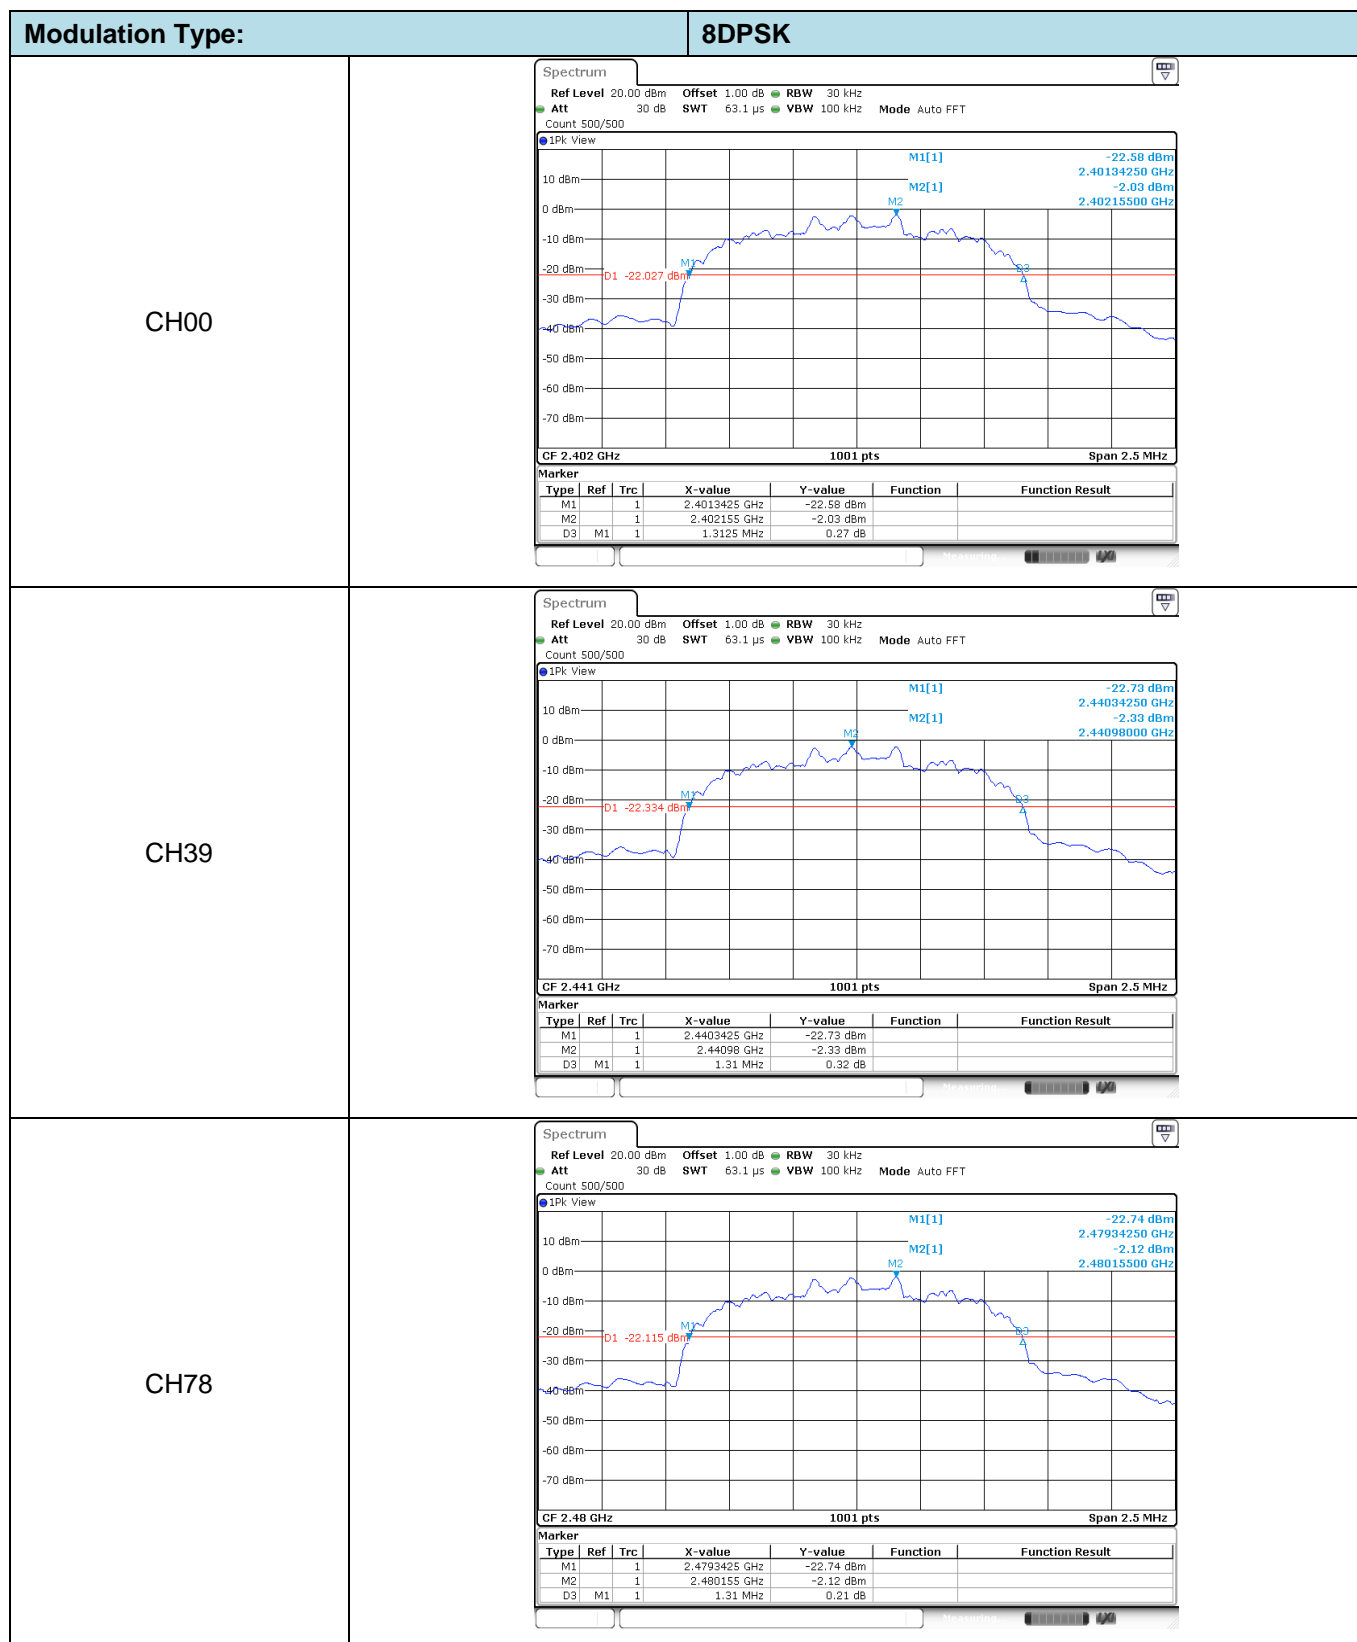 Modulation Type: 8DPSK
CH00
Spectrum
Ref Level 20.00 dBm Offset 1.00 dB RBW 30 kHz
Att 30 dB SWT 63.1 µs VBW 100 kHz Mode Auto FFT
Count 500/500
1Pk View
M1[1] -22.58 dBm
2.40134250 GHz
M2[1] -2.03 dBm
2.40215500 GHz
10 dBm
M2
0 dBm
-10 dBm
M1
-20 dBm
D3
D1 -22.027 dBm
-30 dBm
-40 dBm
-50 dBm
-60 dBm
-70 dBm
CF 2.402 GHz 1001 pts Span 2.5 MHz
Marker
Type Ref Trc X-value Y-value Function Function Result
M1 1 2.4013425 GHz -22.58 dBm
M2 1 2.402155 GHz -2.03 dBm
D3 M1 1 1.3125 MHz 0.27 dB
Measuring...
CH39
Spectrum
Ref Level 20.00 dBm Offset 1.00 dB RBW 30 kHz
Att 30 dB SWT 63.1 µs VBW 100 kHz Mode Auto FFT
Count 500/500
1Pk View
M1[1] -22.73 dBm
2.44034250 GHz
M2[1] -2.33 dBm
2.44098000 GHz
10 dBm
M2
0 dBm
-10 dBm
M1
-20 dBm
D3
D1 -22.334 dBm
-30 dBm
-40 dBm
-50 dBm
-60 dBm
-70 dBm
CF 2.441 GHz 1001 pts Span 2.5 MHz
Marker
Type Ref Trc X-value Y-value Function Function Result
M1 1 2.4403425 GHz -22.73 dBm
M2 1 2.44098 GHz -2.33 dBm
D3 M1 1 1.31 MHz 0.32 dB
Measuring...
CH78
Spectrum
Ref Level 20.00 dBm Offset 1.00 dB RBW 30 kHz
Att 30 dB SWT 63.1 µs VBW 100 kHz Mode Auto FFT
Count 500/500
1Pk View
M1[1] -22.74 dBm
2.47934250 GHz
M2[1] -2.12 dBm
2.48015500 GHz
10 dBm
M2
0 dBm
-10 dBm
M1
-20 dBm
D3
D1 -22.115 dBm
-30 dBm
-40 dBm
-50 dBm
-60 dBm
-70 dBm
CF 2.48 GHz 1001 pts Span 2.5 MHz
Marker
Type Ref Trc X-value Y-value Function Function Result
M1 1 2.4793425 GHz -22.74 dBm
M2 1 2.480155 GHz -2.12 dBm
D3 M1 1 1.31 MHz 0.21 dB
Measuring...